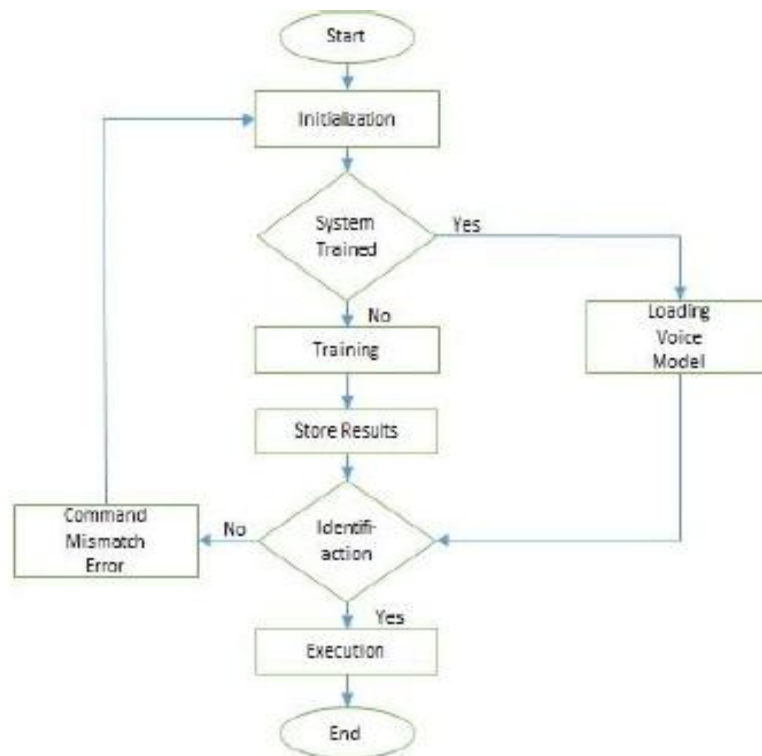 Start
Initialization
System
Trained
Yes
No
Loading
Voice
Model
Training
Store Results
Command
Mismatch
Error
No
Identifi-
action
Yes
Execution
End